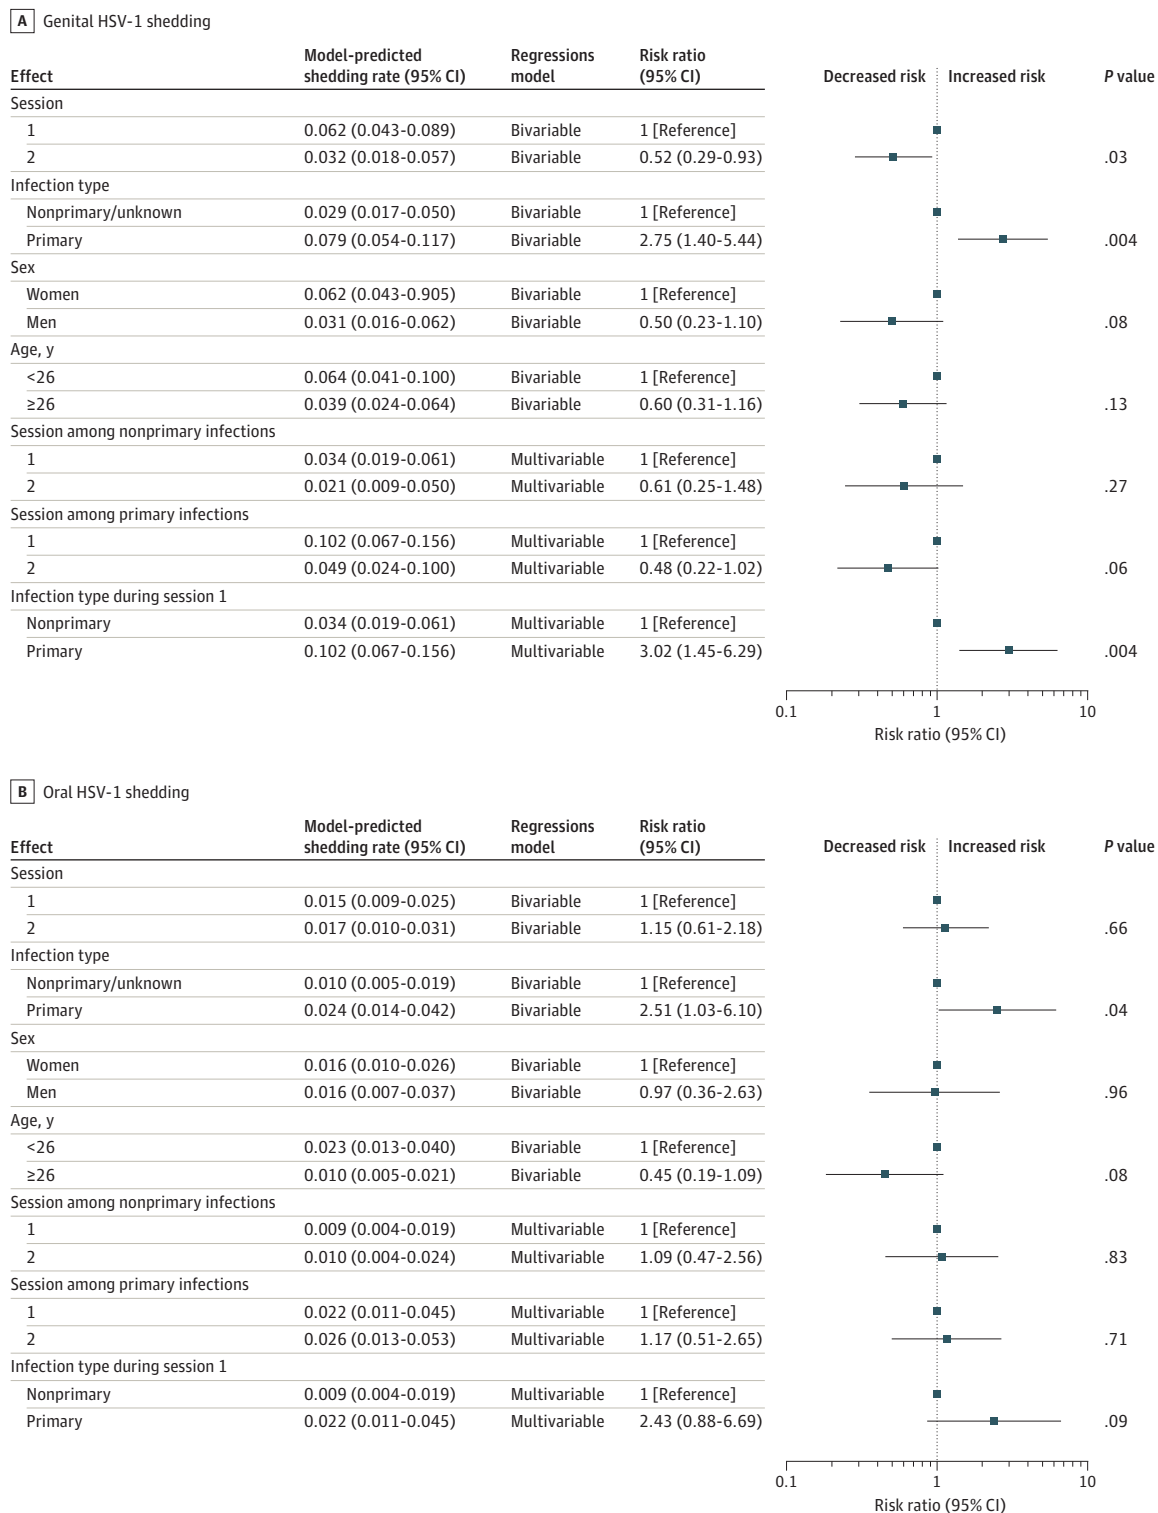 A Genital HSV-1 shedding
Effect Model-predicted shedding rate (95% CI) Regressions model Risk ratio (95% CI) Decreased risk Increased risk P value
Session
1 0.062 (0.043-0.089) Bivariable 1 [Reference]
2 0.032 (0.018-0.057) Bivariable 0.52 (0.29-0.93) .03
Infection type
Nonprimary/unknown 0.029 (0.017-0.050) Bivariable 1 [Reference]
Primary 0.079 (0.054-0.117) Bivariable 2.75 (1.40-5.44) .004
Sex
Women 0.062 (0.043-0.905) Bivariable 1 [Reference]
Men 0.031 (0.016-0.062) Bivariable 0.50 (0.23-1.10) .08
Age, y
<26 0.064 (0.041-0.100) Bivariable 1 [Reference]
≥26 0.039 (0.024-0.064) Bivariable 0.60 (0.31-1.16) .13
Session among nonprimary infections
1 0.034 (0.019-0.061) Multivariable 1 [Reference]
2 0.021 (0.009-0.050) Multivariable 0.61 (0.25-1.48) .27
Session among primary infections
1 0.102 (0.067-0.156) Multivariable 1 [Reference]
2 0.049 (0.024-0.100) Multivariable 0.48 (0.22-1.02) .06
Infection type during session 1
Nonprimary 0.034 (0.019-0.061) Multivariable 1 [Reference]
Primary 0.102 (0.067-0.156) Multivariable 3.02 (1.45-6.29) .004
0.1 1 10
Risk ratio (95% CI)
B Oral HSV-1 shedding
Effect Model-predicted shedding rate (95% CI) Regressions model Risk ratio (95% CI) Decreased risk Increased risk P value
Session
1 0.015 (0.009-0.025) Bivariable 1 [Reference]
2 0.017 (0.010-0.031) Bivariable 1.15 (0.61-2.18) .66
Infection type
Nonprimary/unknown 0.010 (0.005-0.019) Bivariable 1 [Reference]
Primary 0.024 (0.014-0.042) Bivariable 2.51 (1.03-6.10) .04
Sex
Women 0.016 (0.010-0.026) Bivariable 1 [Reference]
Men 0.016 (0.007-0.037) Bivariable 0.97 (0.36-2.63) .96
Age, y
<26 0.023 (0.013-0.040) Bivariable 1 [Reference]
≥26 0.010 (0.005-0.021) Bivariable 0.45 (0.19-1.09) .08
Session among nonprimary infections
1 0.009 (0.004-0.019) Multivariable 1 [Reference]
2 0.010 (0.004-0.024) Multivariable 1.09 (0.47-2.56) .83
Session among primary infections
1 0.022 (0.011-0.045) Multivariable 1 [Reference]
2 0.026 (0.013-0.053) Multivariable 1.17 (0.51-2.65) .71
Infection type during session 1
Nonprimary 0.009 (0.004-0.019) Multivariable 1 [Reference]
Primary 0.022 (0.011-0.045) Multivariable 2.43 (0.88-6.69) .09
0.1 1 10
Risk ratio (95% CI)